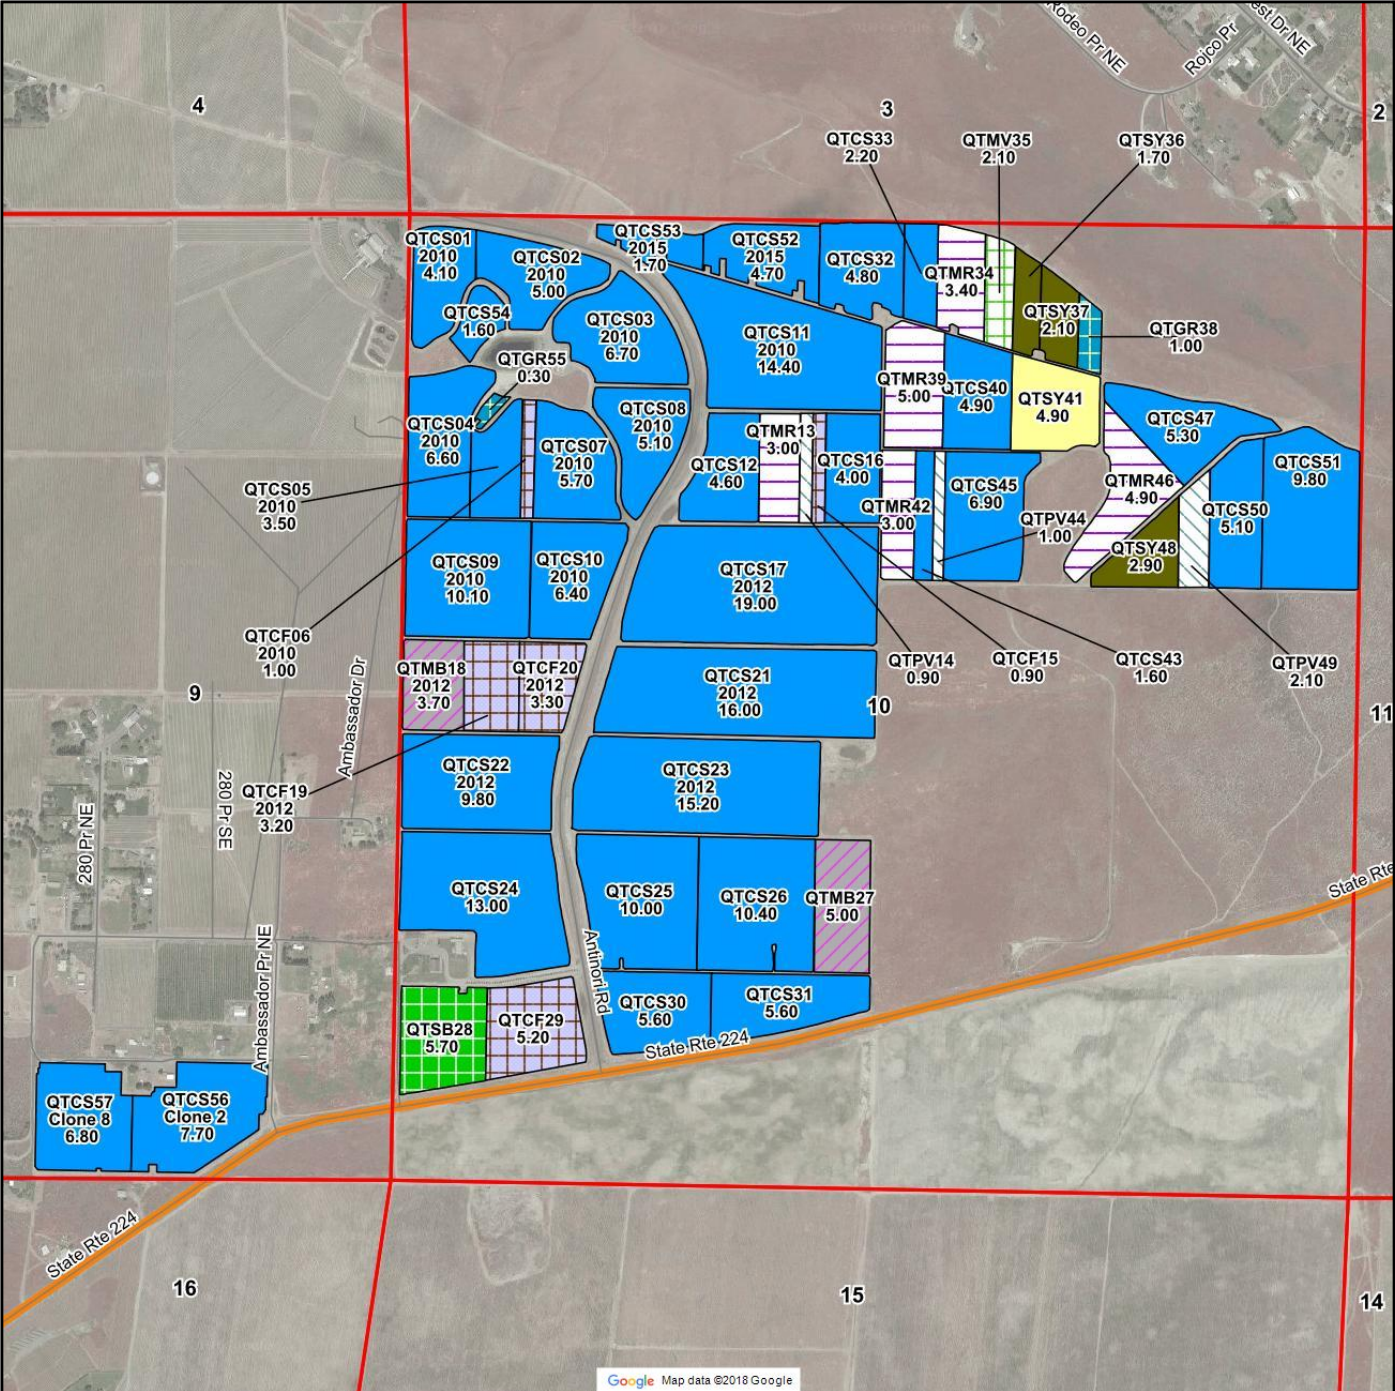 Rodeo Pr NE
Rojco Pr
est Dr NE
4
3
2
QTCS33
2.20
QTMV35
2.10
QTSY36
1.70
QTCS01
2010
4.10
QTCS02
2010
5.00
QTCS53
2015
1.70
QTCS52
2015
4.70
QTCS32
4.80
QTMR34
3.40
QTSY37
2.10
QTGR38
1.00
QTCS54
1.60
QTCS03
2010
6.70
QTCS11
2010
14.40
QTGR55
0.30
QTMR39
5.00
QTCS40
4.90
QTSY41
4.90
QTCS47
5.30
QTCS04
2010
6.60
QTCS07
2010
5.70
QTCS08
2010
5.10
QTCS12
4.60
QTMR13
3.00
QTCS16
4.00
QTMR42
3.00
QTCS45
6.90
QTMR46
4.90
QTCS51
9.80
QTCS05
2010
3.50
QTPV44
1.00
QTCS50
5.10
QTSY48
2.90
QTCS09
2010
10.10
QTCS10
2010
6.40
QTCS17
2012
19.00
QTCF06
2010
1.00
QTPV14
0.90
QTCF15
0.90
QTCS43
1.60
QTPV49
2.10
QTMB18
2012
3.70
QTCF20
2012
3.30
QTCS21
2012
16.00
9
10
11
Ambassador Dr
280 Pr SE
280 Pr NE
QTCF19
2012
3.20
QTCS22
2012
9.80
QTCS23
2012
15.20
QTCS24
13.00
QTCS25
10.00
QTCS26
10.40
QTMB27
5.00
State Rte
Ambassador Pr NE
Antinori Rd
QTSB28
5.70
QTCF29
5.20
QTCS30
5.60
QTCS31
5.60
State Rte 224
QTCS57
Clone 8
6.80
QTCS56
Clone 2
7.70
State Rte 224
16
15
14
Google Map data ©2018 Google